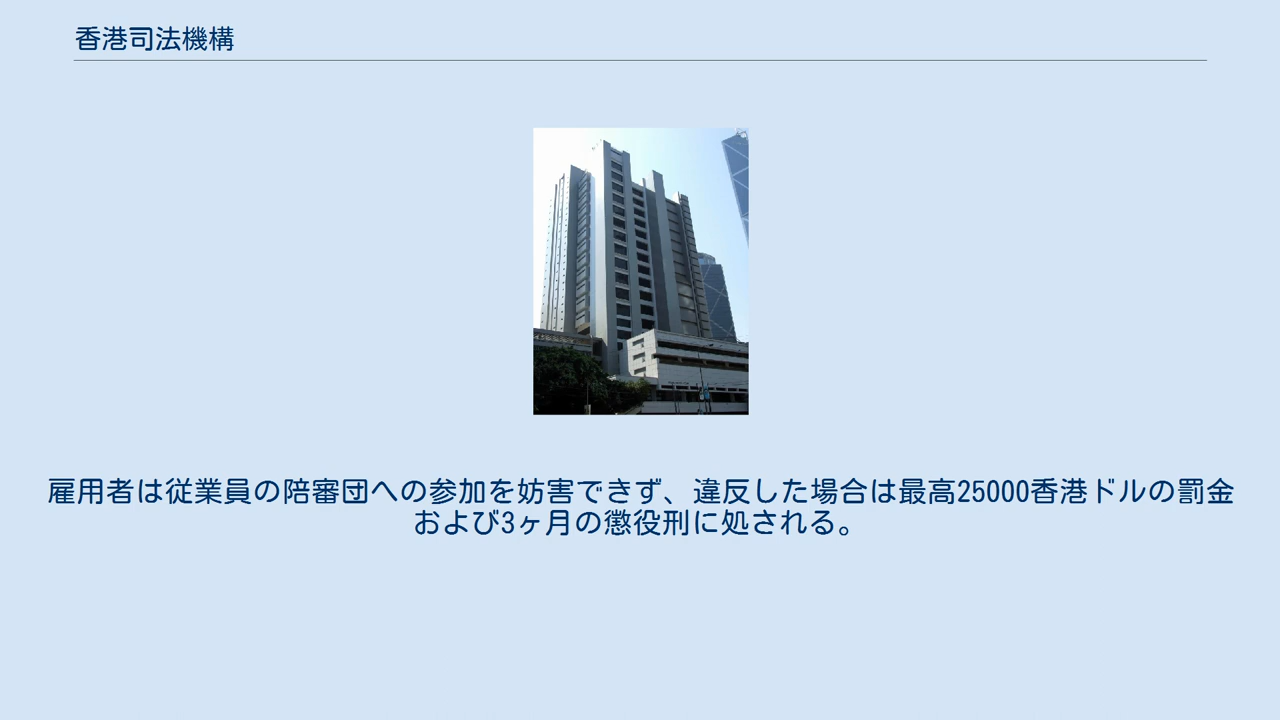 香港司法機構
雇用者は従業員の陪審団への参加を妨害できず、違反した場合は最高25000香港ドルの罰金
および3ヶ月の懲役刑に処される。